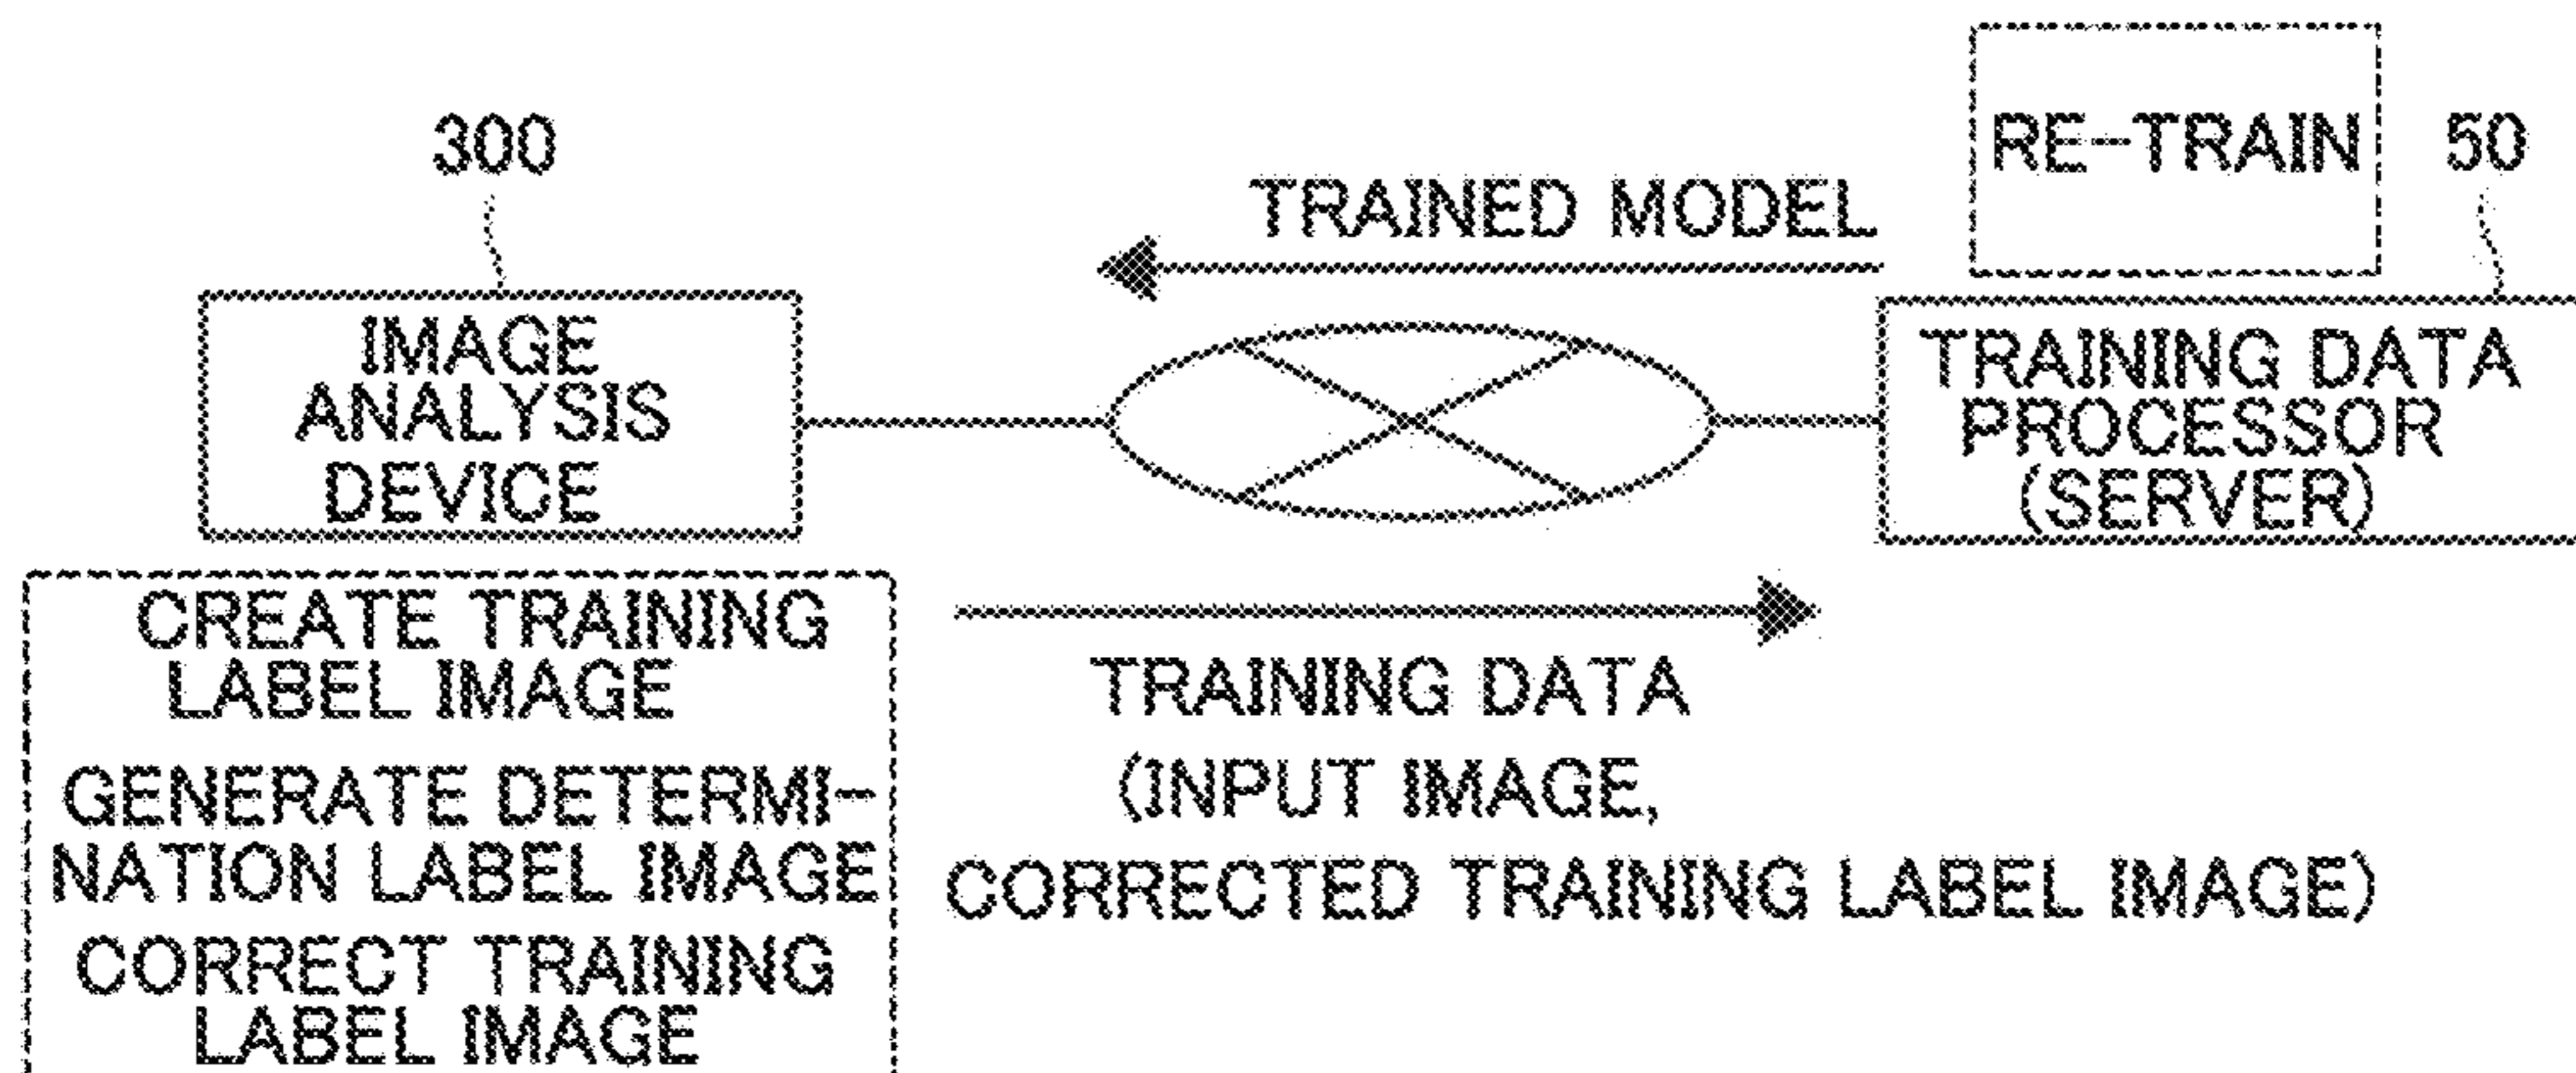 300
IMAGE
ANALYSIS
DEVICE
TRAINED MODEL
RE-TRAIN
50
TRAINING DATA
PROCESSOR
(SERVER)
CREATE TRAINING
LABEL IMAGE
GENERATE DETERMI-
NATION LABEL IMAGE
CORRECT TRAINING
LABEL IMAGE
TRAINING DATA
(INPUT IMAGE,
CORRECTED TRAINING LABEL IMAGE)